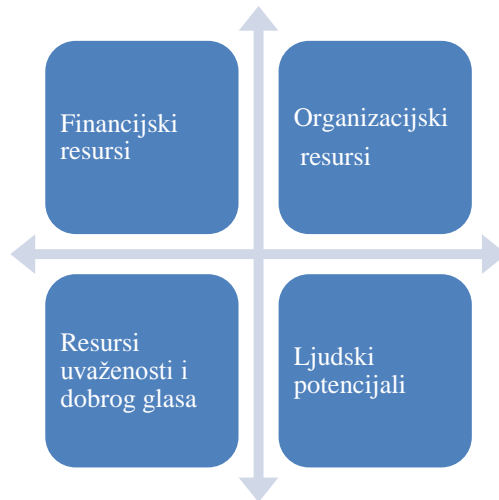 Financijski
resursi
Organizacijski
resursi
Resursi
uvaženosti i
dobrog glasa
Ljudski
potencijali